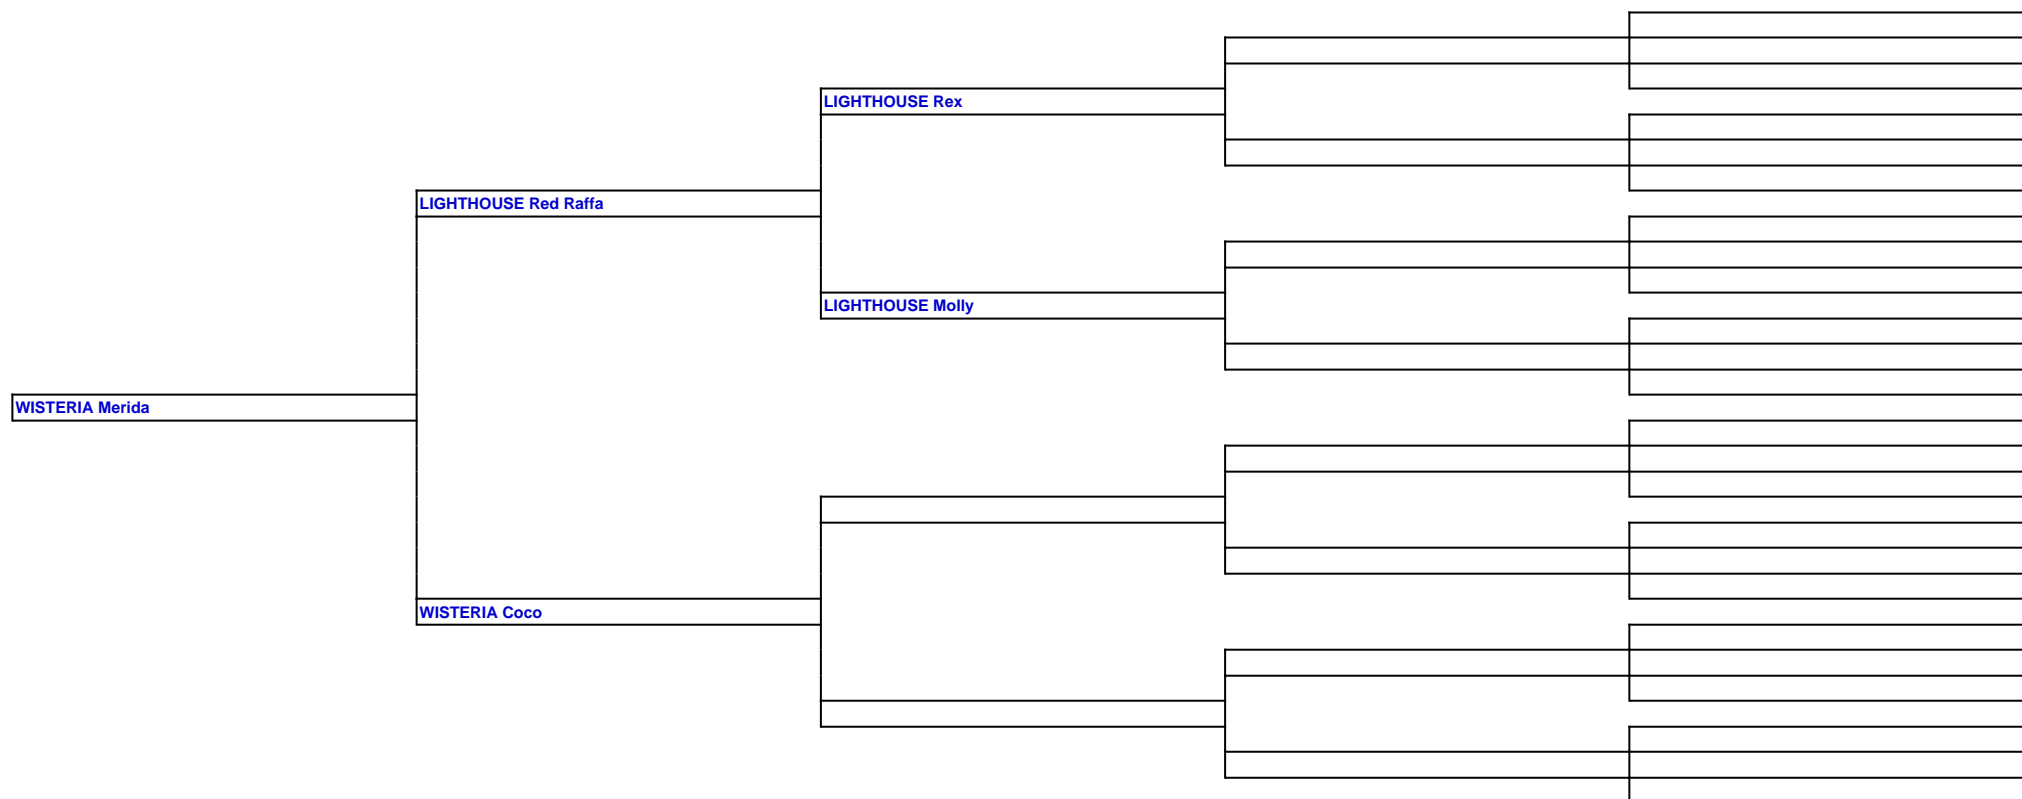 LIGHTHOUSE Rex
LIGHTHOUSE Red Raffa
LIGHTHOUSE Molly
WISTERIA Merida
WISTERIA Coco